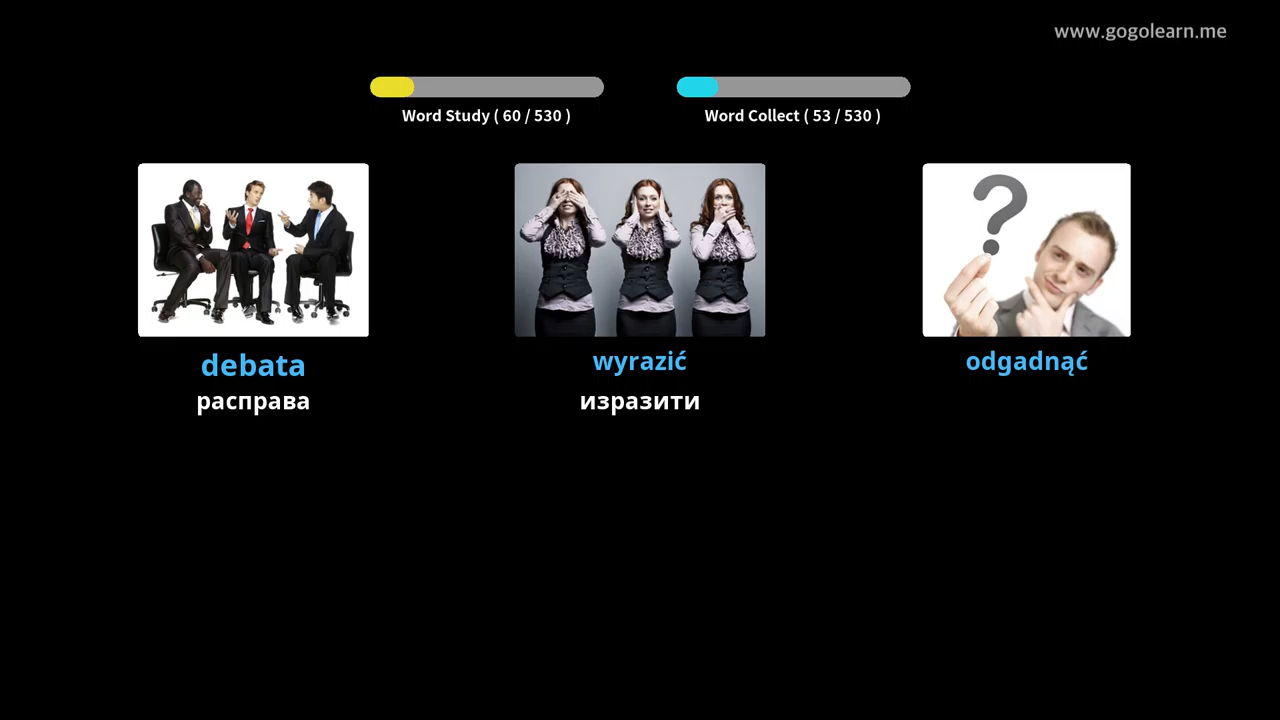 www.gogolearn.me
Word Study ( 60 / 530 )
Word Collect ( 53 / 530 )
debata
wyrazić
odgadnąć
расправа
изразити